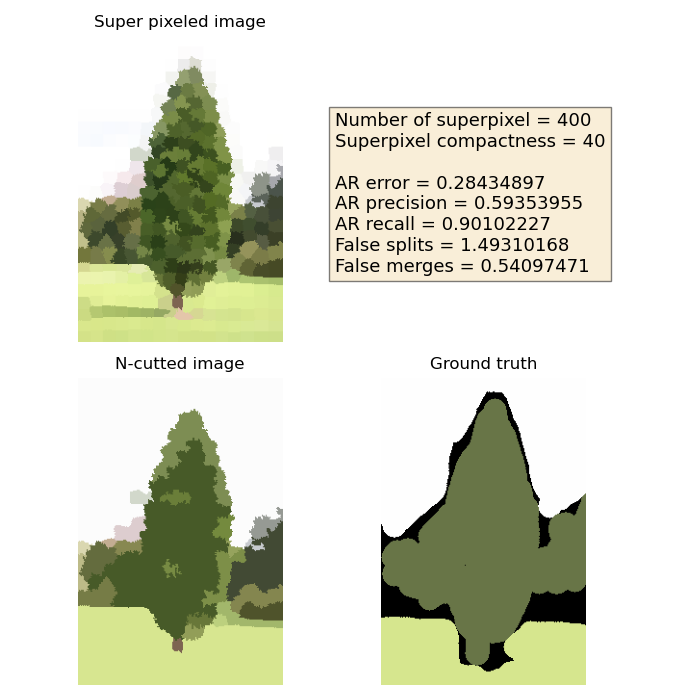 Super pixeled image
Number of superpixel = 400
Superpixel compactness = 40
AR error = 0.28434897
AR precision = 0.59353955
AR recall = 0.90102227
False splits = 1.49310168
False merges = 0.54097471
N-cutted image
Ground truth